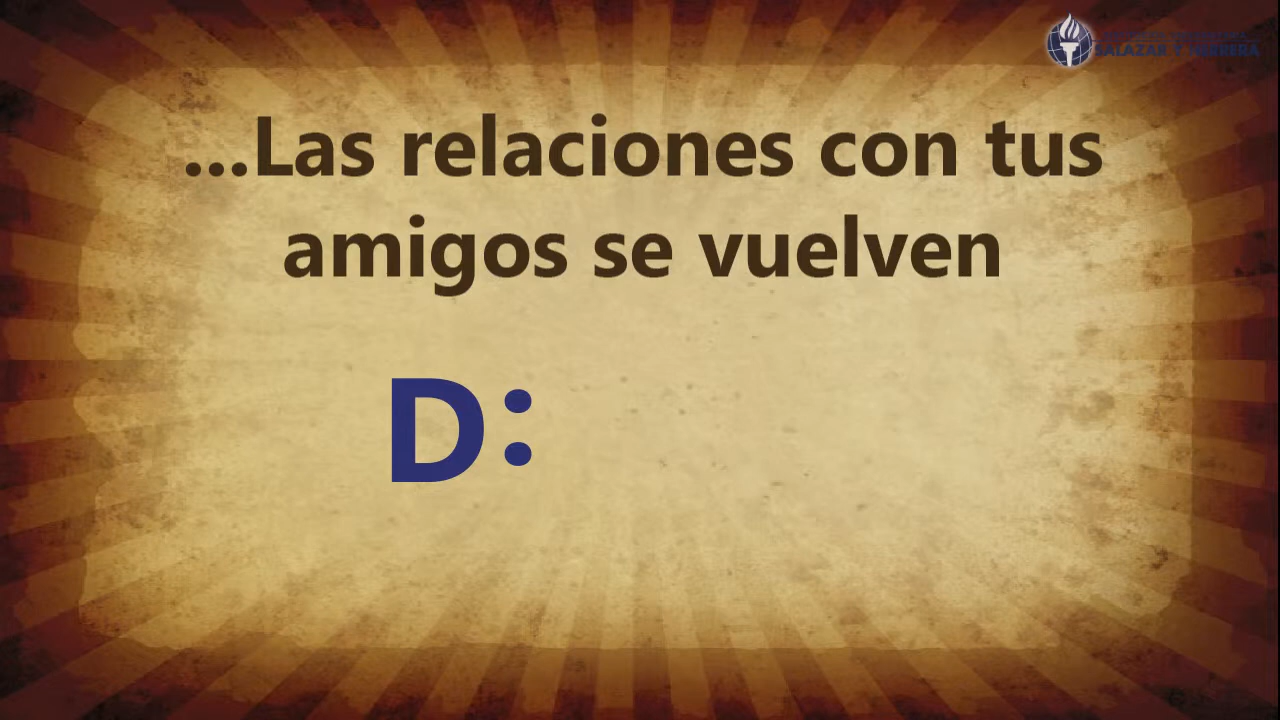 ...Las relaciones con tus
amigos se vuelven
D:
SALAZAR Y HERRERA